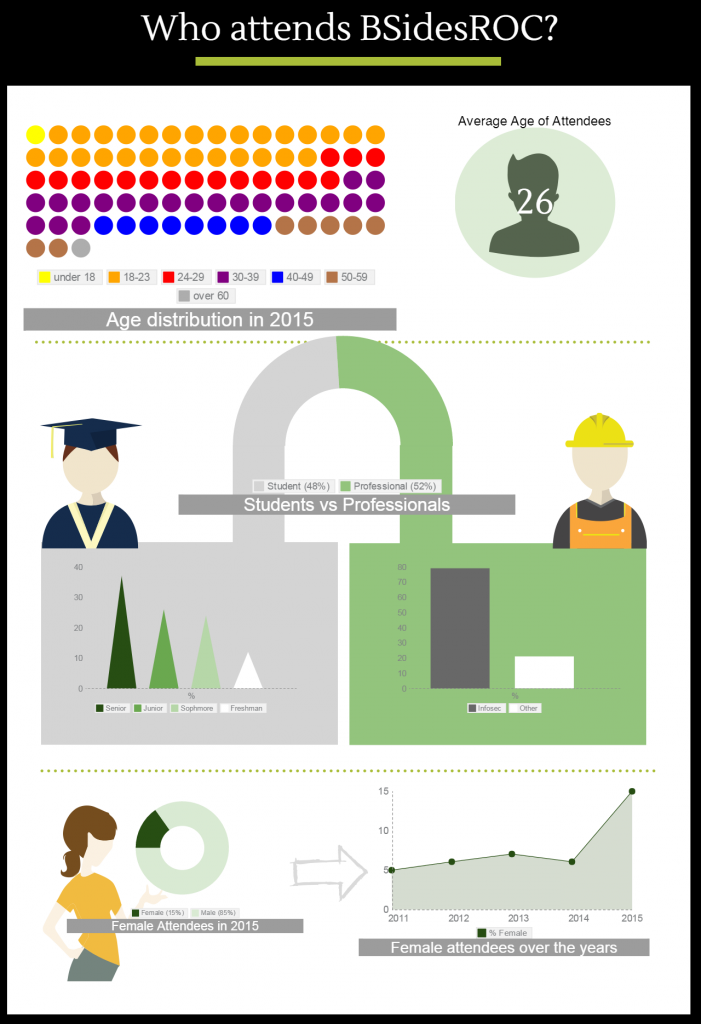 Who attends BSidesROC?
Average Age of Attendees
26
under 18 18-23 24-29 30-39 40-49 50-59
over 60
Age distribution in 2015
Student (48%) Professional (52%)
Students vs Professionals
40
30
20
10
0
%
Senior Junior Sophmore Freshman
80
70
60
50
40
30
20
10
0
%
Infosec Other
Female (15%) Male (85%)
Female Attendees in 2015
15
10
5
0
2011 2012 2013 2014 2015
% Female
Female attendees over the years